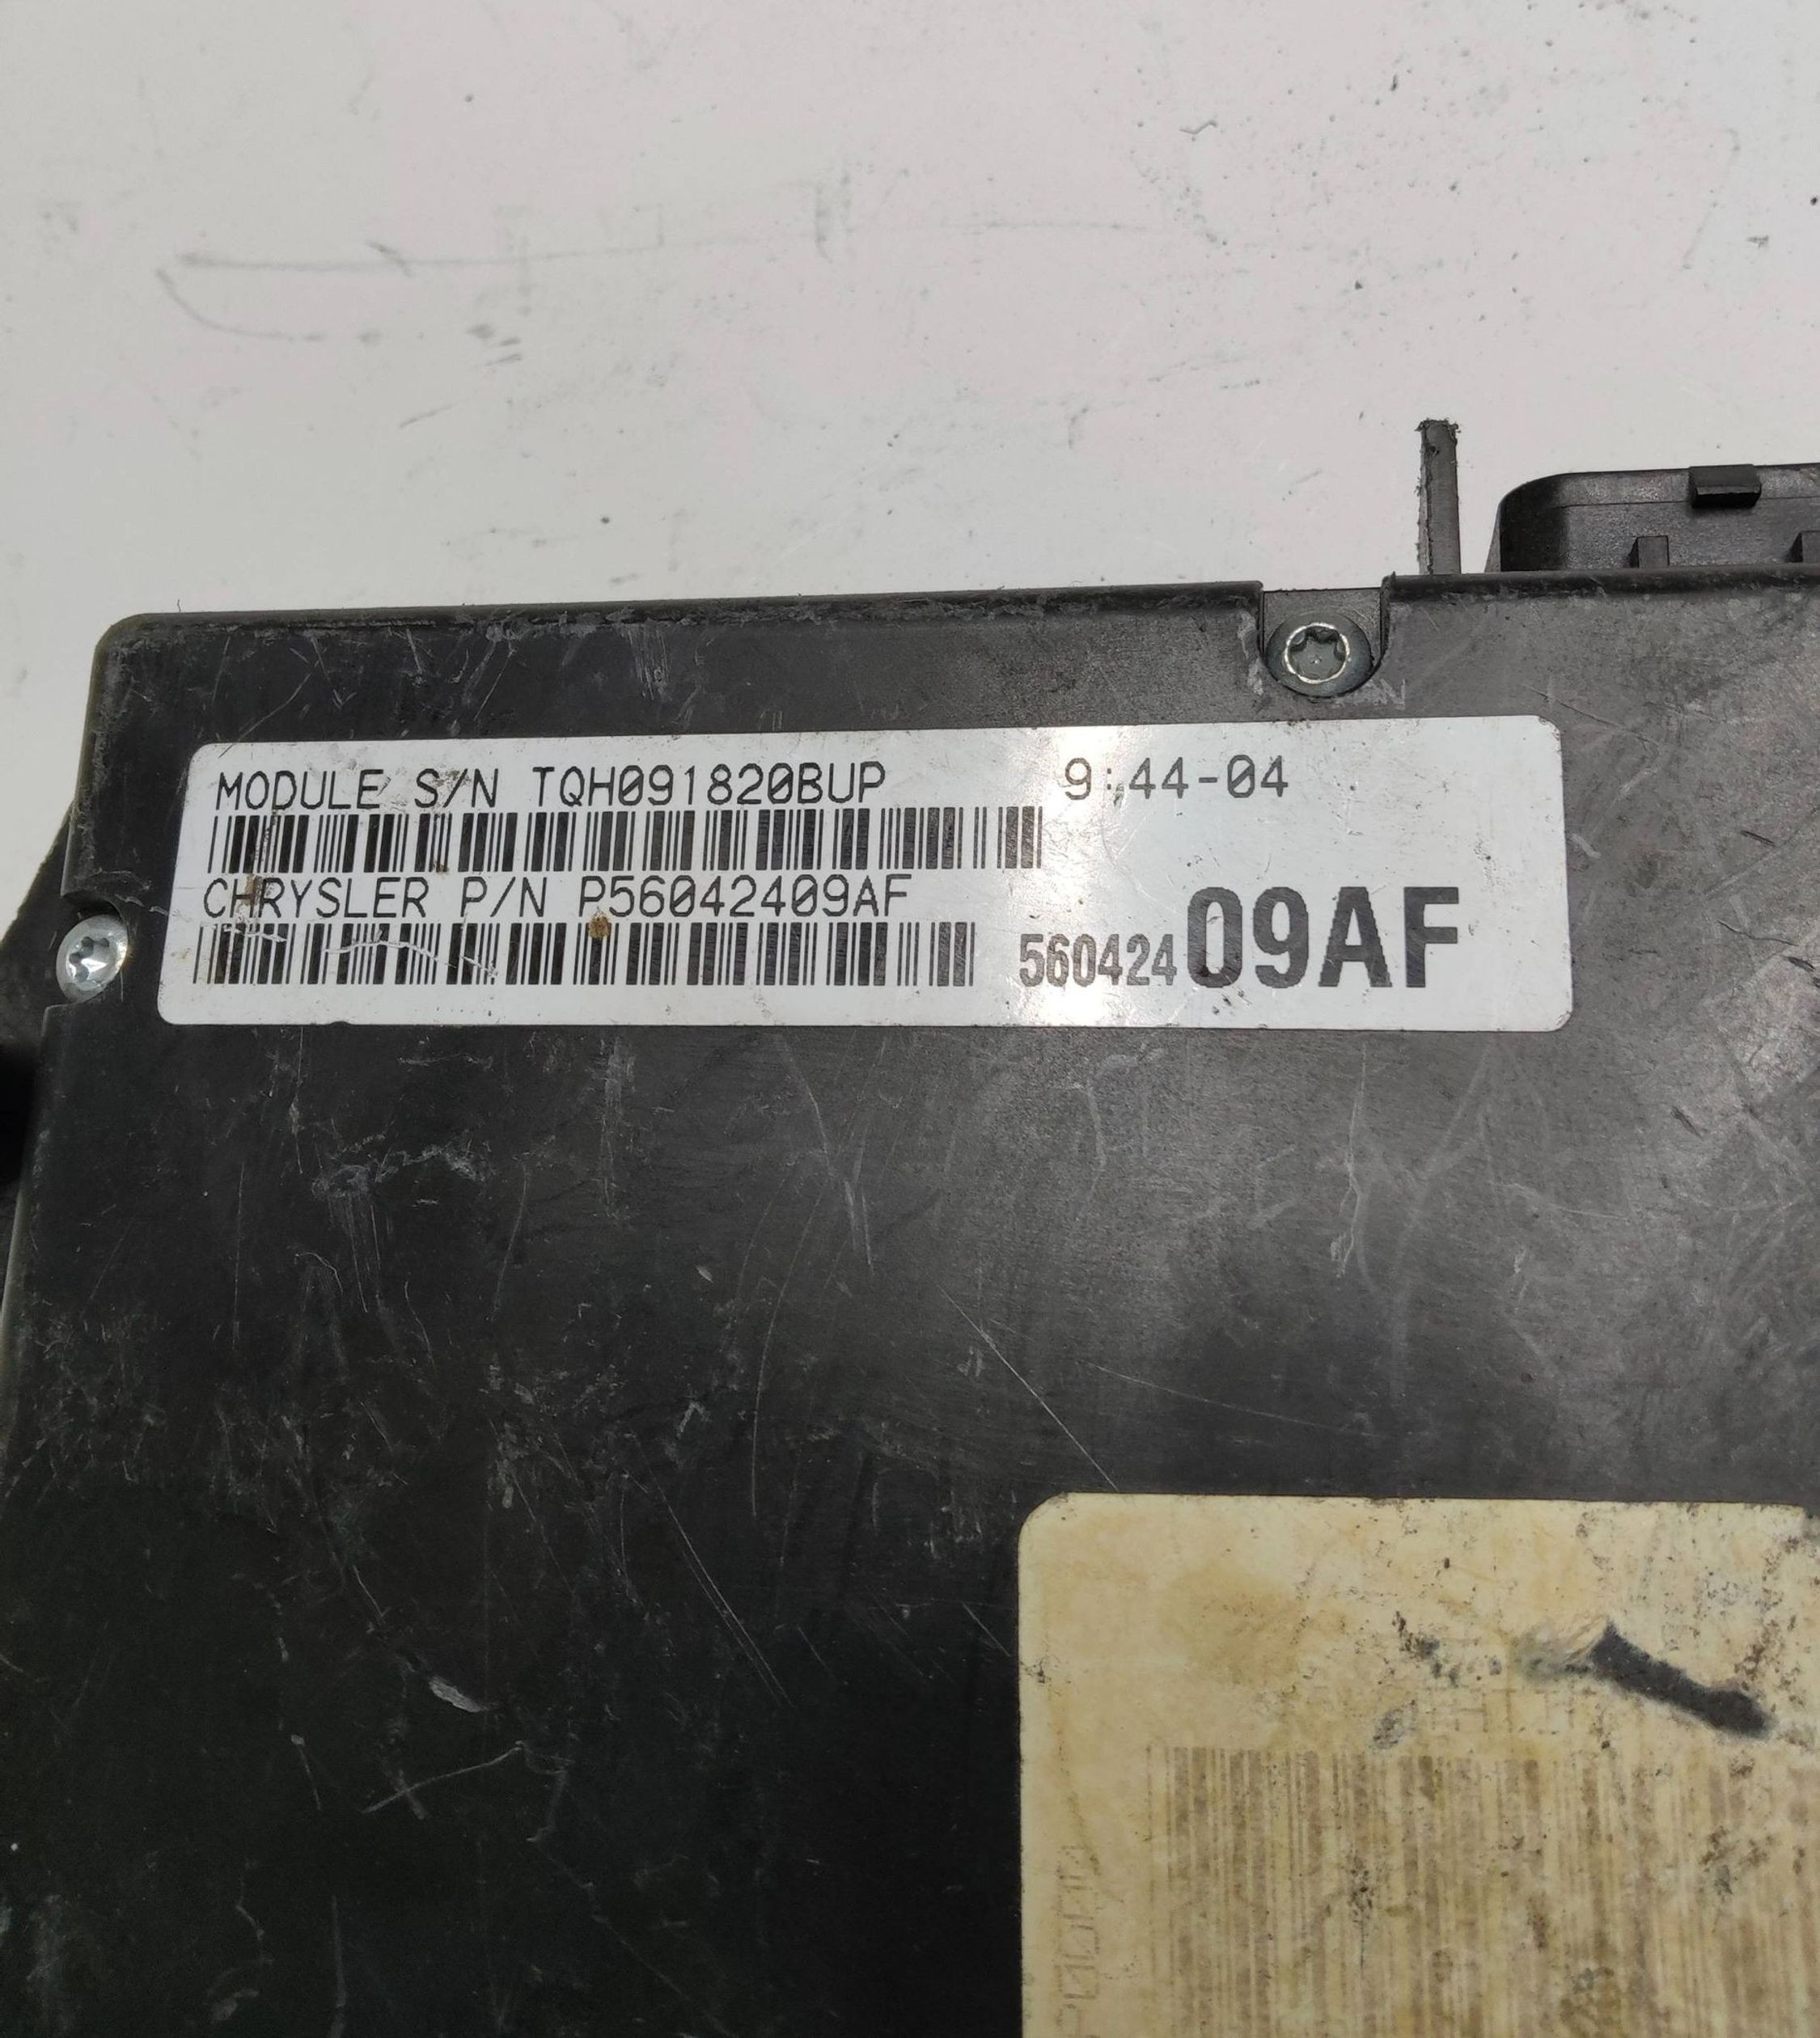 MODULE S/N TQH091820BUP 9:44-04
CHRYSLER P/N P56042409AF
56042409AF